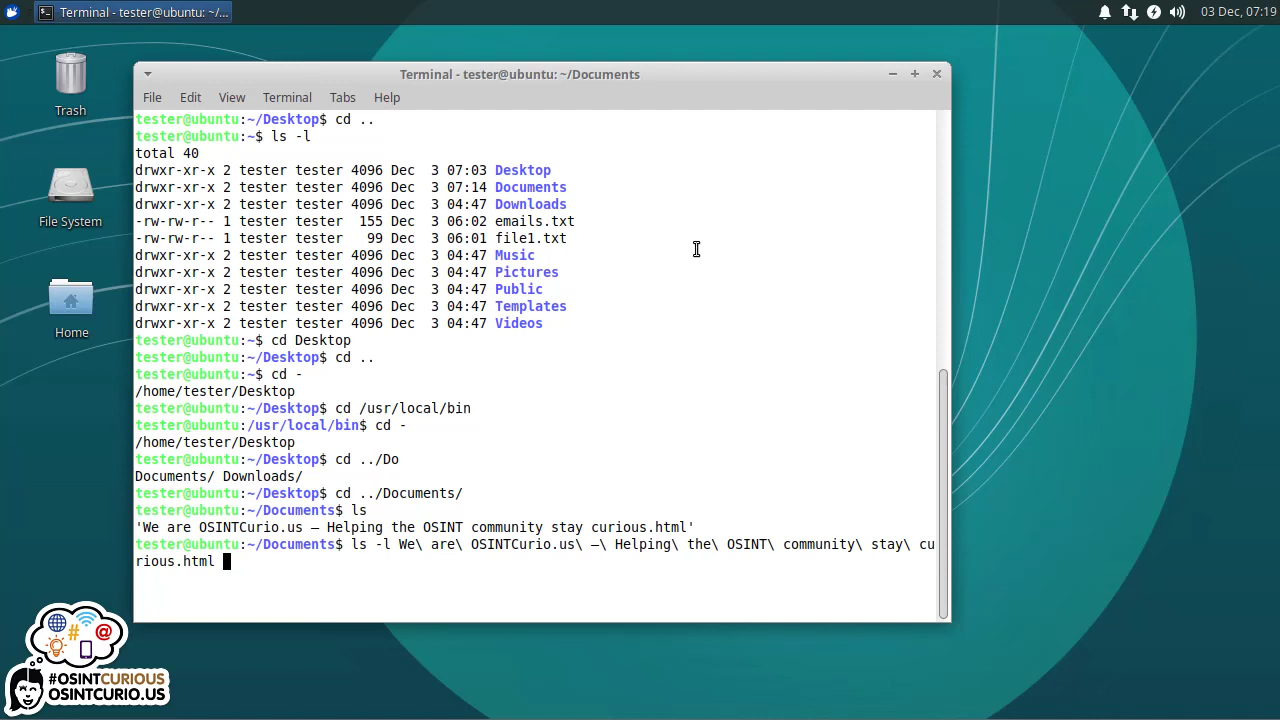 Terminal - tester@ubuntu: ~/...
03 Dec, 07:19
Trash
File System
Home
Terminal - tester@ubuntu: ~/Documents
File Edit View Terminal Tabs Help
tester@ubuntu:~/Desktop$ cd ..
tester@ubuntu:~$ ls -l
total 40
drwxr-xr-x 2 tester tester 4096 Dec  3 07:03 Desktop
drwxr-xr-x 2 tester tester 4096 Dec  3 07:14 Documents
drwxr-xr-x 2 tester tester 4096 Dec  3 04:47 Downloads
-rw-rw-r-- 1 tester tester  155 Dec  3 06:02 emails.txt
-rw-rw-r-- 1 tester tester   99 Dec  3 06:01 file1.txt
drwxr-xr-x 2 tester tester 4096 Dec  3 04:47 Music
drwxr-xr-x 2 tester tester 4096 Dec  3 04:47 Pictures
drwxr-xr-x 2 tester tester 4096 Dec  3 04:47 Public
drwxr-xr-x 2 tester tester 4096 Dec  3 04:47 Templates
drwxr-xr-x 2 tester tester 4096 Dec  3 04:47 Videos
tester@ubuntu:~$ cd Desktop
tester@ubuntu:~/Desktop$ cd ..
tester@ubuntu:~$ cd -
/home/tester/Desktop
tester@ubuntu:~/Desktop$ cd /usr/local/bin
tester@ubuntu:/usr/local/bin$ cd -
/home/tester/Desktop
tester@ubuntu:~/Desktop$ cd ../Do
Documents/ Downloads/
tester@ubuntu:~/Desktop$ cd ../Documents/
tester@ubuntu:~/Documents$ ls
'We are OSINTCurio.us – Helping the OSINT community stay curious.html'
tester@ubuntu:~/Documents$ ls -l We\ are\ OSINTCurio.us\ –\ Helping\ the\ OSINT\ community\ stay\ cu
rious.html
# @
#OSINTCURIOUS
OSINTCURIO.US